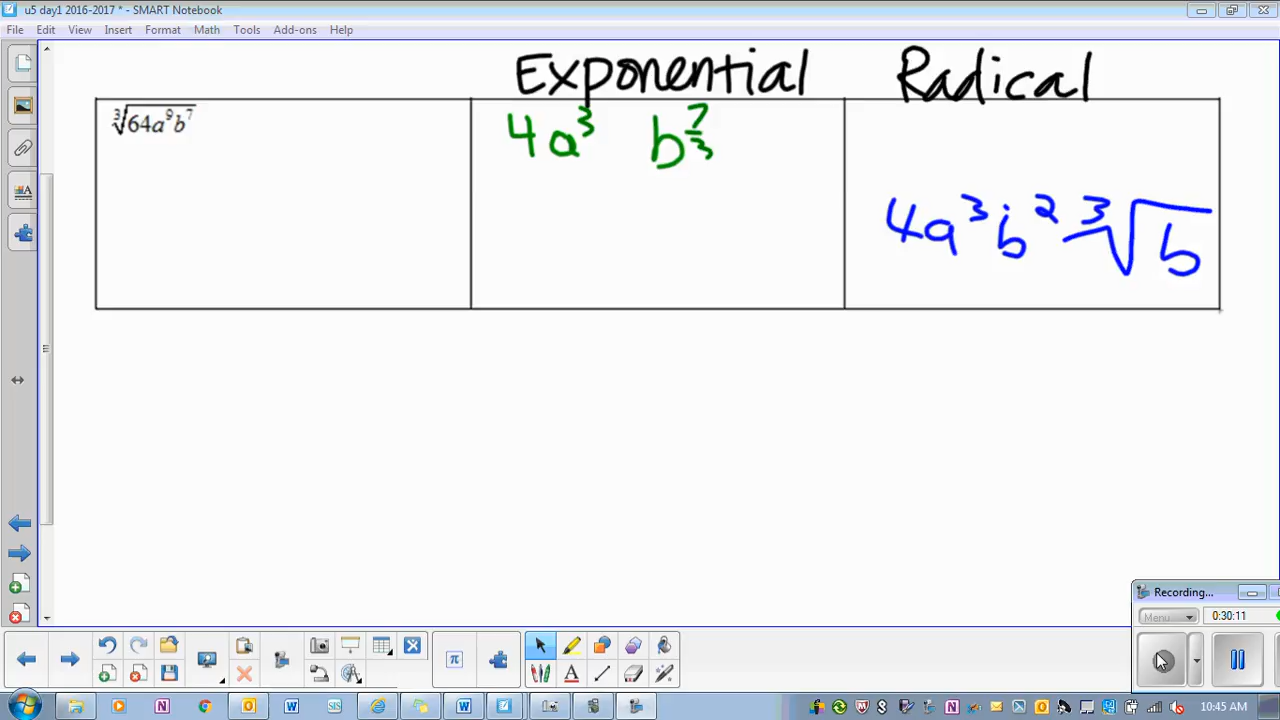 u5 day1 2016-2017 * - SMART Notebook
File Edit View Insert Format Math Tools Add-ons Help
Exponential Radical
∛64a⁹b⁷
4a³ b^(7/3)
4a³b² ∛b
Recording...
Menu
0:30:11
10:45 AM